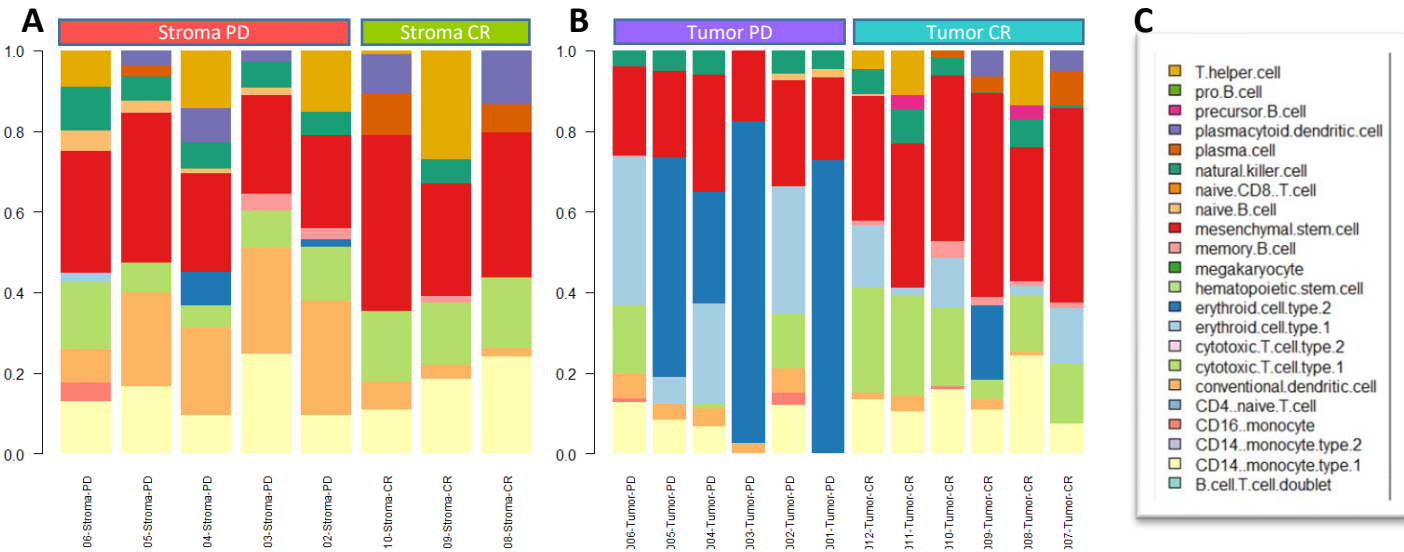 A
Stroma PD
Stroma CR
1.0
0.8
0.6
0.4
0.2
0.0
06-Stroma-PD
05-Stroma-PD
04-Stroma-PD
03-Stroma-PD
02-Stroma-PD
10-Stroma-CR
09-Stroma-CR
08-Stroma-CR
B
Tumor PD
Tumor CR
1.0
0.8
0.6
0.4
0.2
0.0
006-Tumor-PD
005-Tumor-PD
004-Tumor-PD
003-Tumor-PD
002-Tumor-PD
001-Tumor-PD
012-Tumor-CR
011-Tumor-CR
010-Tumor-CR
009-Tumor-CR
008-Tumor-CR
007-Tumor-CR
C
T.helper.cell
pro.B.cell
precursor.B.cell
plasmacytoid.dendritic.cell
plasma.cell
natural.killer.cell
naive.CD8..T.cell
naive.B.cell
mesenchymal.stem.cell
memory.B.cell
megakaryocyte
hematopoietic.stem.cell
erythroid.cell.type.2
erythroid.cell.type.1
cytotoxic.T.cell.type.2
cytotoxic.T.cell.type.1
conventional.dendritic.cell
CD4..naive.T.cell
CD16..monocyte
CD14..monocyte.type.2
CD14..monocyte.type.1
B.cell.T.cell.doublet